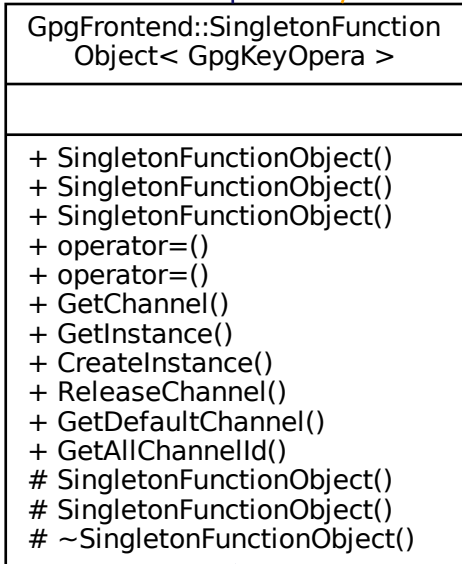 GpgFrontend::SingletonFunction
Object< GpgKeyOpera >
+ SingletonFunctionObject()
+ SingletonFunctionObject()
+ SingletonFunctionObject()
+ operator=()
+ operator=()
+ GetChannel()
+ GetInstance()
+ CreateInstance()
+ ReleaseChannel()
+ GetDefaultChannel()
+ GetAllChannelId()
# SingletonFunctionObject()
# SingletonFunctionObject()
# ~SingletonFunctionObject()